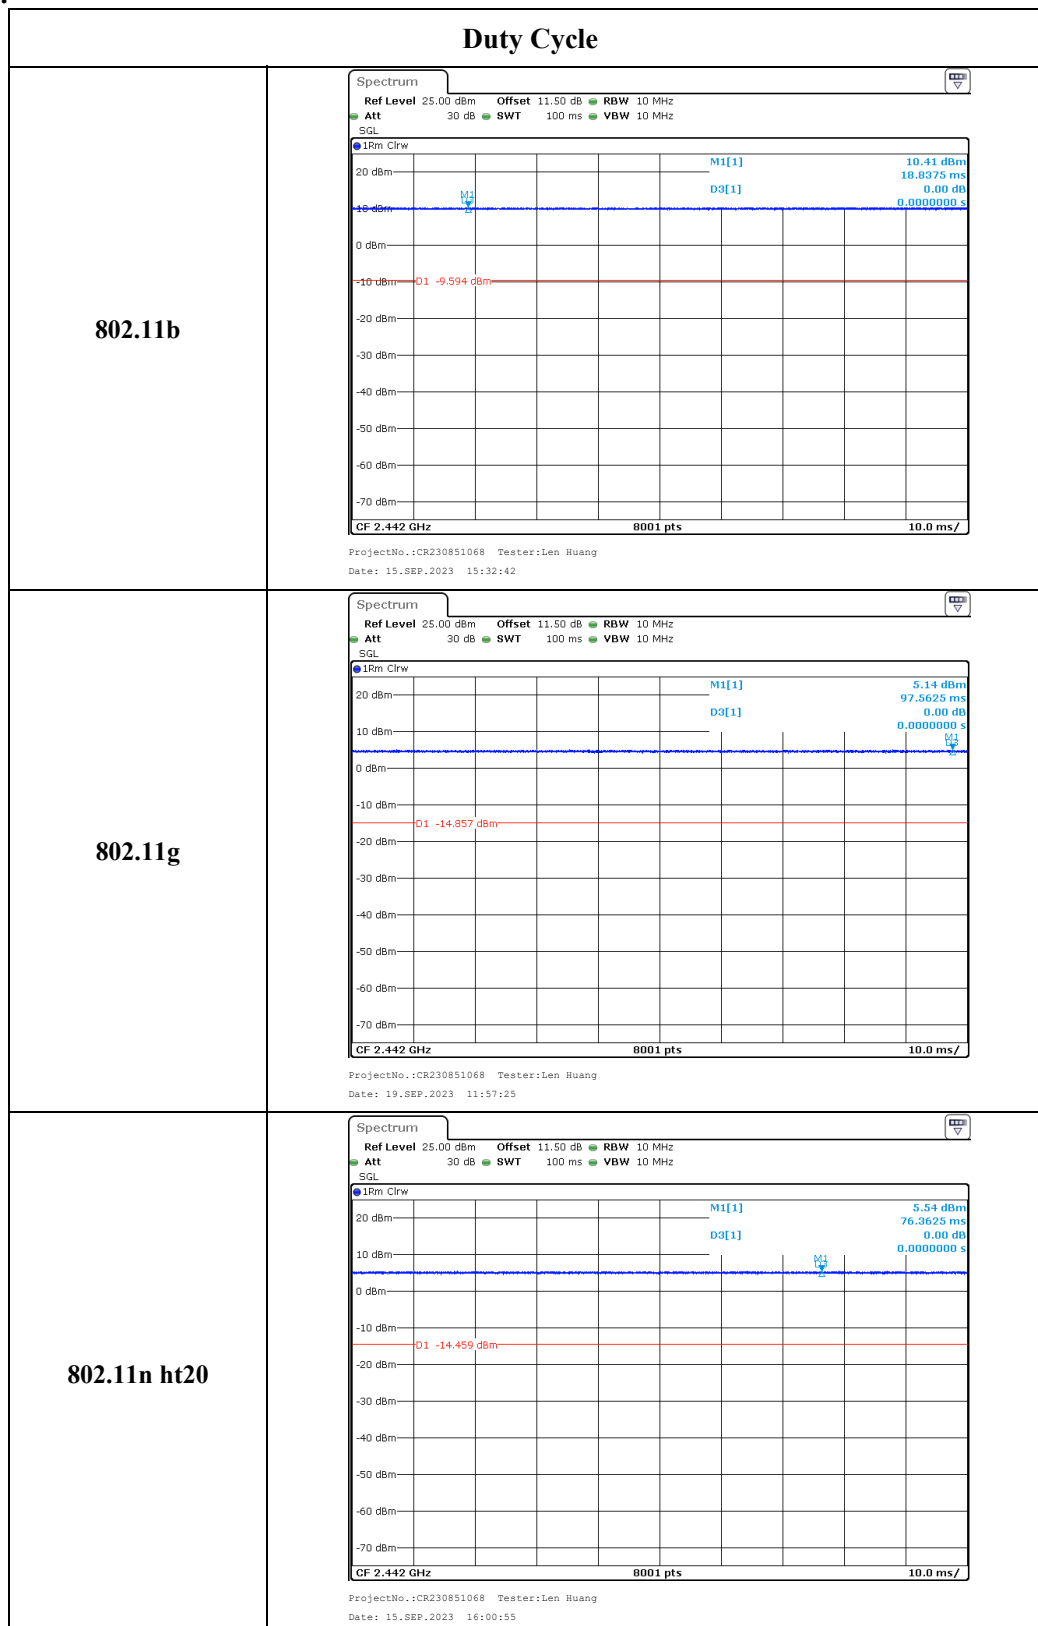 Duty Cycle
802.11b
Spectrum
Ref Level 25.00 dBm Offset 11.50 dB RBW 10 MHz
Att 30 dB SWT 100 ms VBW 10 MHz
SGL
1Rm Clrw
M1[1] 10.41 dBm
18.8375 ms
D3[1] 0.00 dB
0.0000000 s
20 dBm
M1
10 dBm
0 dBm
-10 dBm D1 -9.594 dBm
-20 dBm
-30 dBm
-40 dBm
-50 dBm
-60 dBm
-70 dBm
CF 2.442 GHz 8001 pts 10.0 ms/
ProjectNo.:CR230851068 Tester:Len Huang
Date: 15.SEP.2023 15:32:42
802.11g
Spectrum
Ref Level 25.00 dBm Offset 11.50 dB RBW 10 MHz
Att 30 dB SWT 100 ms VBW 10 MHz
SGL
1Rm Clrw
M1[1] 5.14 dBm
97.5625 ms
D3[1] 0.00 dB
0.0000000 s
20 dBm
10 dBm
M1
D3
0 dBm
-10 dBm
D1 -14.857 dBm
-20 dBm
-30 dBm
-40 dBm
-50 dBm
-60 dBm
-70 dBm
CF 2.442 GHz 8001 pts 10.0 ms/
ProjectNo.:CR230851068 Tester:Len Huang
Date: 19.SEP.2023 11:57:25
802.11n ht20
Spectrum
Ref Level 25.00 dBm Offset 11.50 dB RBW 10 MHz
Att 30 dB SWT 100 ms VBW 10 MHz
SGL
1Rm Clrw
M1[1] 5.54 dBm
76.3625 ms
D3[1] 0.00 dB
0.0000000 s
20 dBm
10 dBm
M1
0 dBm
-10 dBm
D1 -14.459 dBm
-20 dBm
-30 dBm
-40 dBm
-50 dBm
-60 dBm
-70 dBm
CF 2.442 GHz 8001 pts 10.0 ms/
ProjectNo.:CR230851068 Tester:Len Huang
Date: 15.SEP.2023 16:00:55